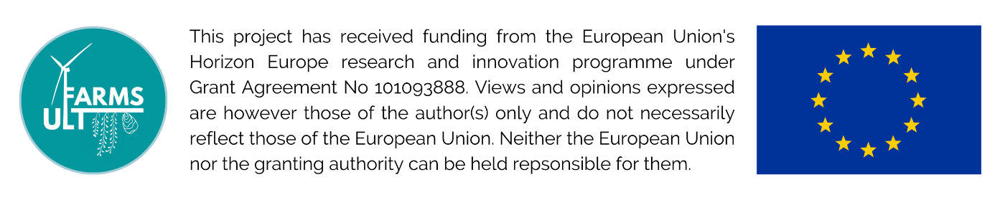 FARMS
ULT
This project has received funding from the European Union's
Horizon Europe research and innovation programme under
Grant Agreement No 101093888. Views and opinions expressed
are however those of the author(s) only and do not necessarily
reflect those of the European Union. Neither the European Union
nor the granting authority can be held repsonsible for them.